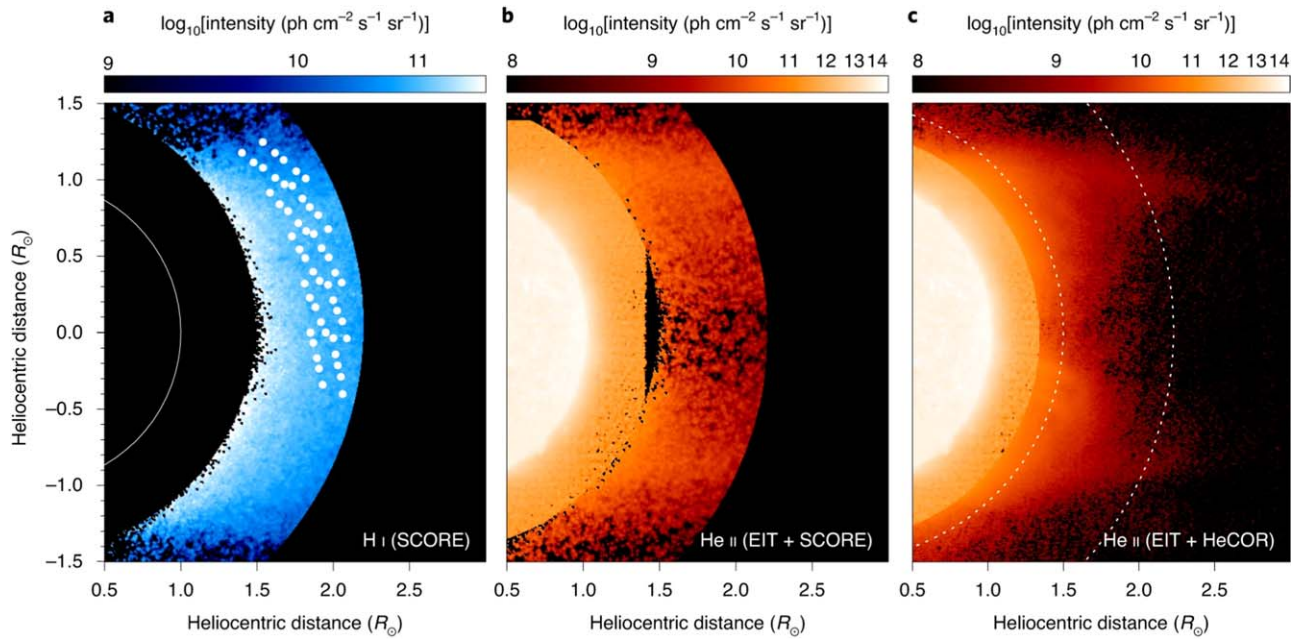 a
log₁₀[intensity (ph cm⁻² s⁻¹ sr⁻¹)]
9 10 11
b
log₁₀[intensity (ph cm⁻² s⁻¹ sr⁻¹)]
8 9 10 11 12 13 14
c
log₁₀[intensity (ph cm⁻² s⁻¹ sr⁻¹)]
8 9 10 11 12 13 14
Heliocentric distance (R☉)
1.5
1.0
0.5
0.0
−0.5
−1.0
−1.5
H I (SCORE)
He II (EIT + SCORE)
He II (EIT + HeCOR)
0.5 1.0 1.5 2.0 2.5
0.5 1.0 1.5 2.0 2.5
0.5 1.0 1.5 2.0 2.5
Heliocentric distance (R☉)
Heliocentric distance (R☉)
Heliocentric distance (R☉)